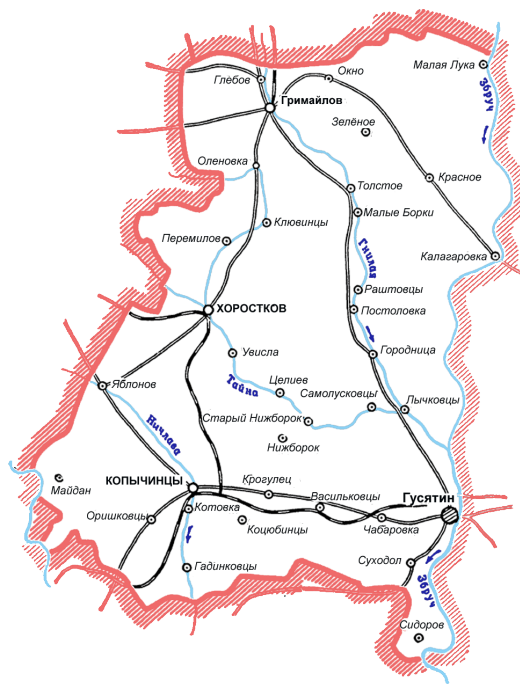 Малая Лука
Окно
Глебов
Збруч
Гримайлов
Зелёное
Оленовка
Красное
Толстое
Малые Борки
Клювинцы
Перемилов
Гнилая
Калагаровка
Раштовцы
ХОРОСТКОВ
Постоловка
Увисла
Городница
Яблонов
Тайна
Целиев
Самолусковцы
Лычковцы
Старый Нижборок
Ничлава
Нижборок
КОПЫЧИНЦЫ
Крогулец
Майдан
Васильковцы
Гусятин
Котовка
Оришковцы
Коцюбинцы
Чабаровка
Суходол
Гадинковцы
Збруч
Сидоров